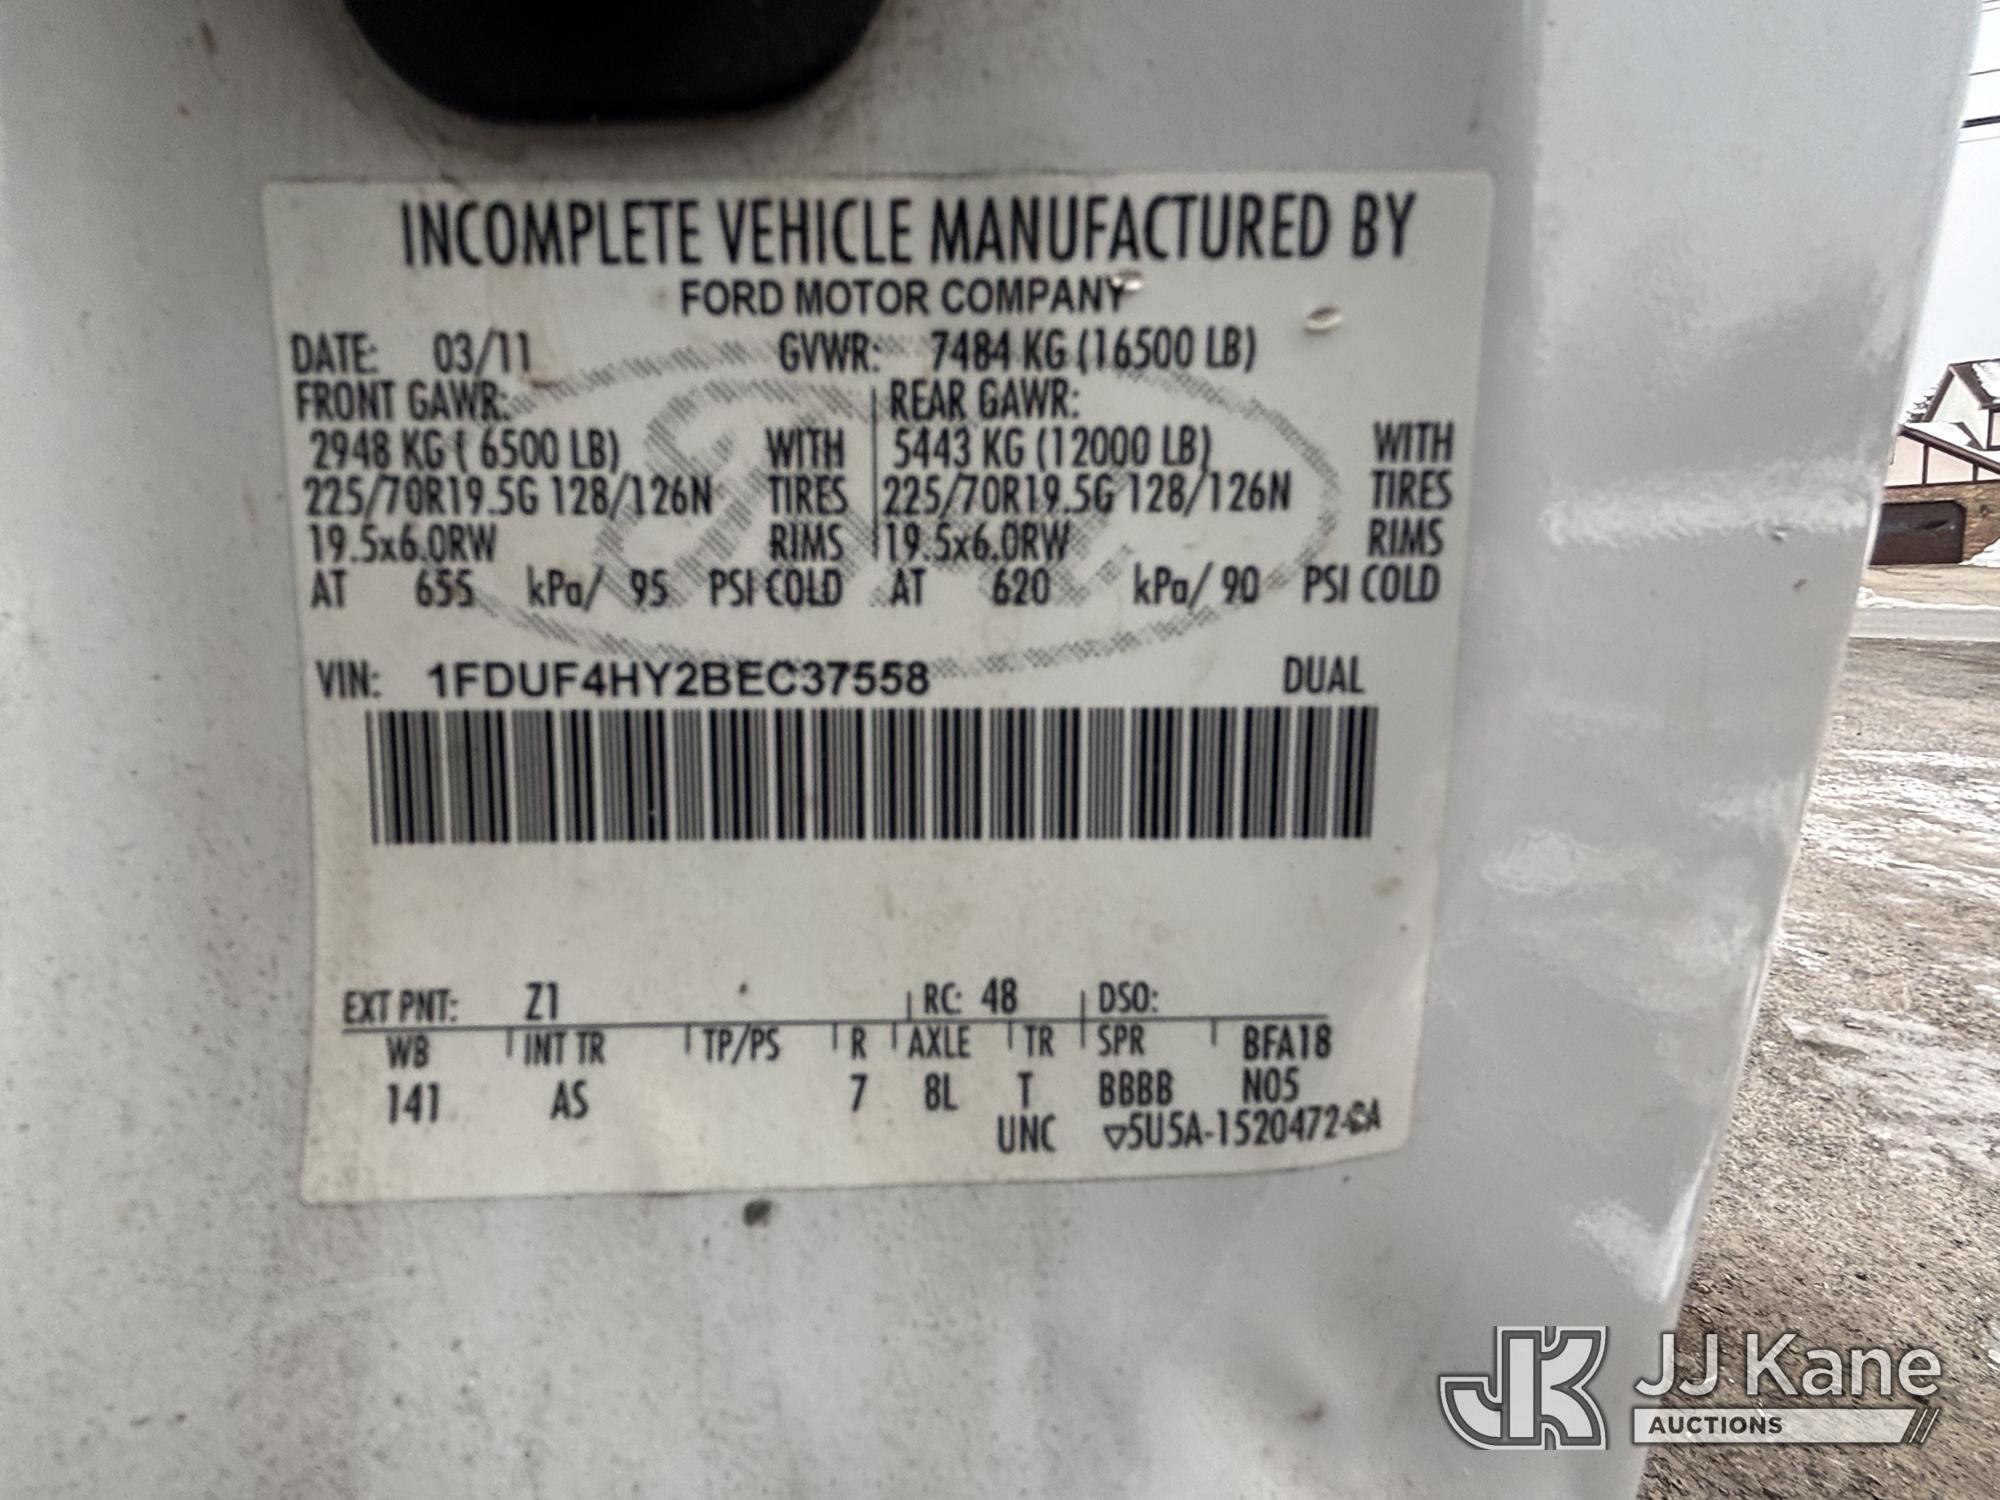 INCOMPLETE VEHICLE MANUFACTURED BY
FORD MOTOR COMPANY
DATE: 03/11 GVWR: 7484 KG (16500 LB)
FRONT GAWR: REAR GAWR:
2948 KG ( 6500 LB) WITH 5443 KG (12000 LB) WITH
225/70R19.5G 128/126N TIRES 225/70R19.5G 128/126N TIRES
19.5x6.0RW RIMS 19.5x6.0RW RIMS
AT 655 kPa/ 95 PSI COLD AT 620 kPa/ 90 PSI COLD
VIN: 1FDUF4HY2BEC37558 DUAL
EXT PNT: Z1 RC: 48 DSO:
WB INT TR TP/PS R AXLE TR SPR BFA18
141 AS 7 8L T BBBB N05
UNC ▽5U5A-1520472-
JK JJ Kane
AUCTIONS